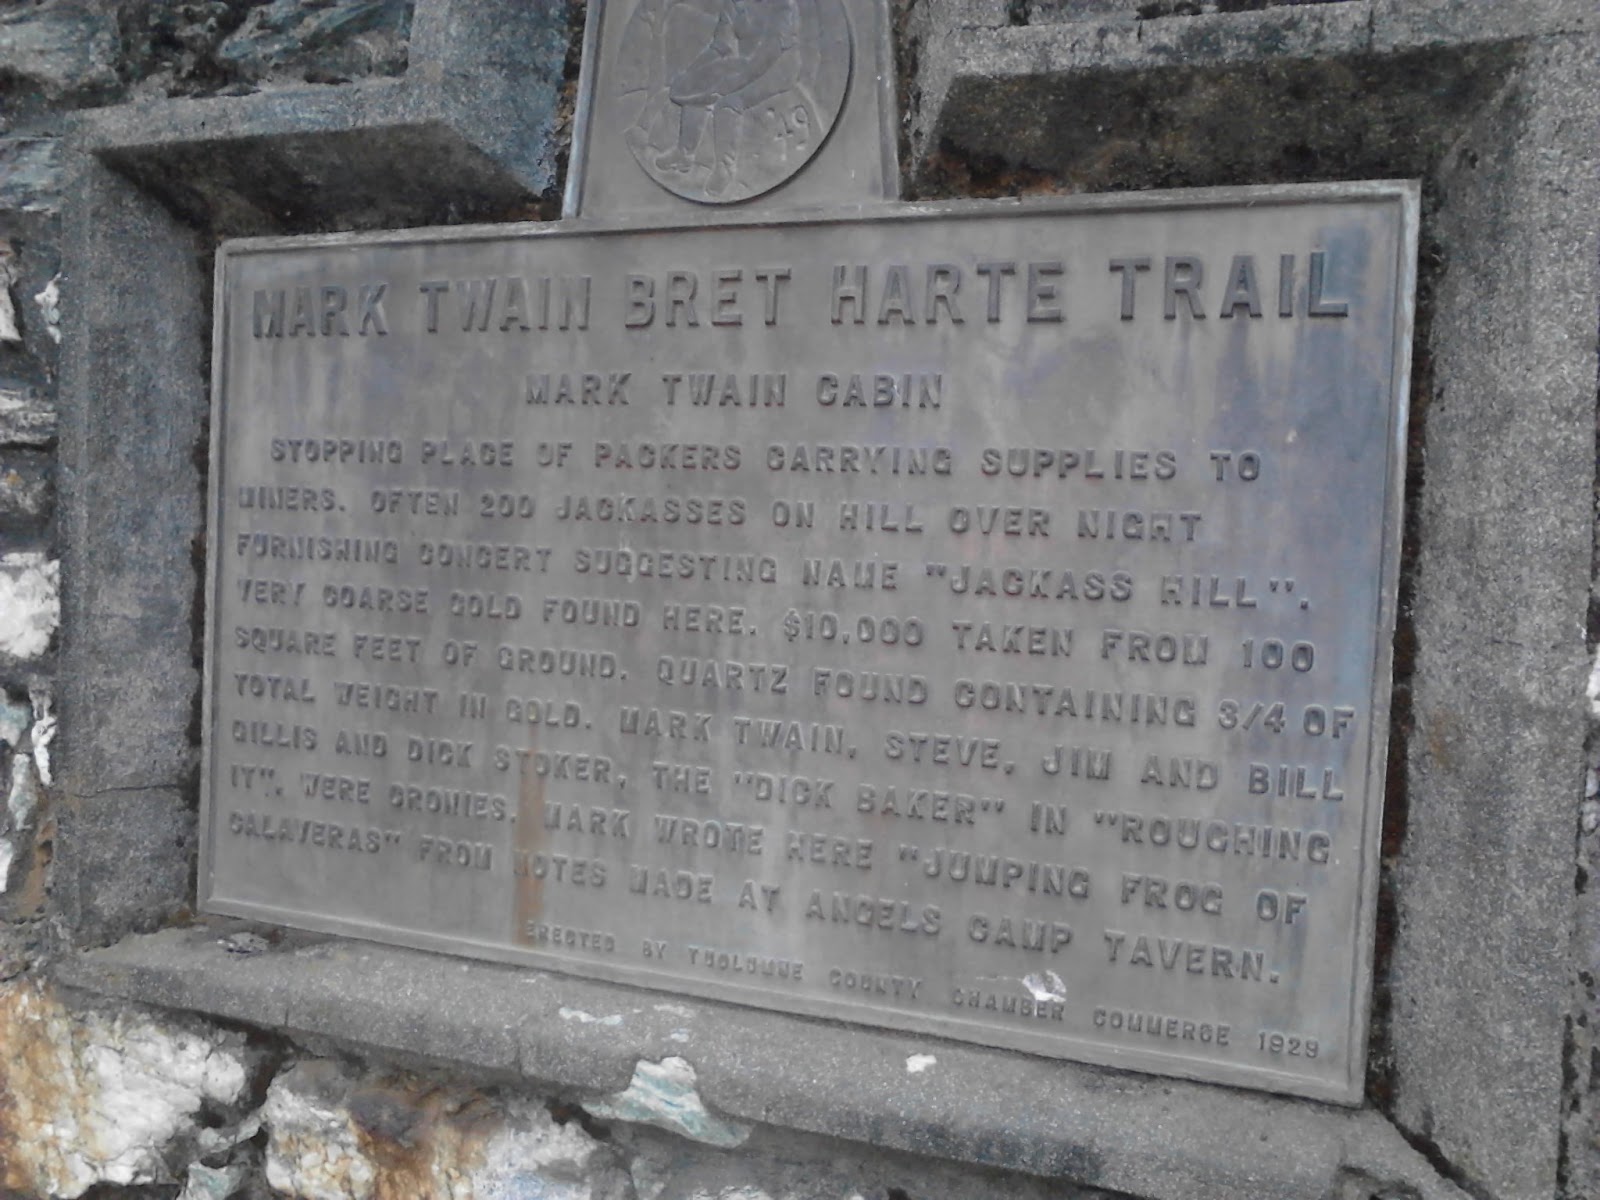 '49
MARK TWAIN BRET HARTE TRAIL
MARK TWAIN CABIN
STOPPING PLACE OF PACKERS CARRYING SUPPLIES TO
MINERS. OFTEN 200 JACKASSES ON HILL OVER NIGHT
FURNISHING CONCERT SUGGESTING NAME "JACKASS HILL".
VERY COARSE GOLD FOUND HERE. $10,000 TAKEN FROM 100
SQUARE FEET OF GROUND. QUARTZ FOUND CONTAINING 3/4 OF
TOTAL WEIGHT IN GOLD. MARK TWAIN, STEVE, JIM AND BILL
GILLIS AND DICK STOKER, THE "DICK BAKER" IN "ROUGHING
IT", WERE CRONIES. MARK WROTE HERE "JUMPING FROG OF
CALAVERAS" FROM NOTES MADE AT ANGELS CAMP TAVERN.
ERECTED BY TUOLUMNE COUNTY CHAMBER COMMERCE 1929